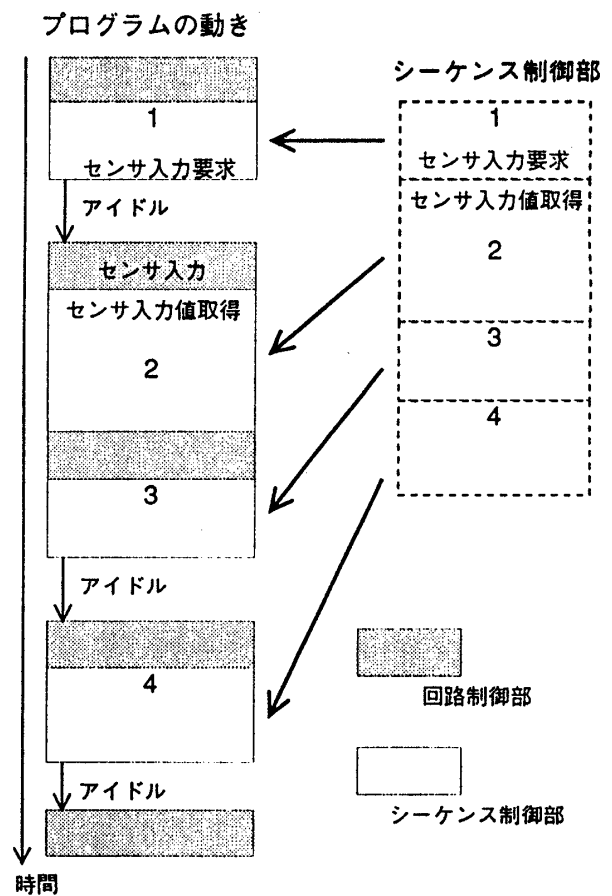 プログラムの動き
1
センサ入力要求
アイドル
センサ入力
センサ入力値取得
2
3
アイドル
4
アイドル
時間
シーケンス制御部
1
センサ入力要求
センサ入力値取得
2
3
4
回路制御部
シーケンス制御部